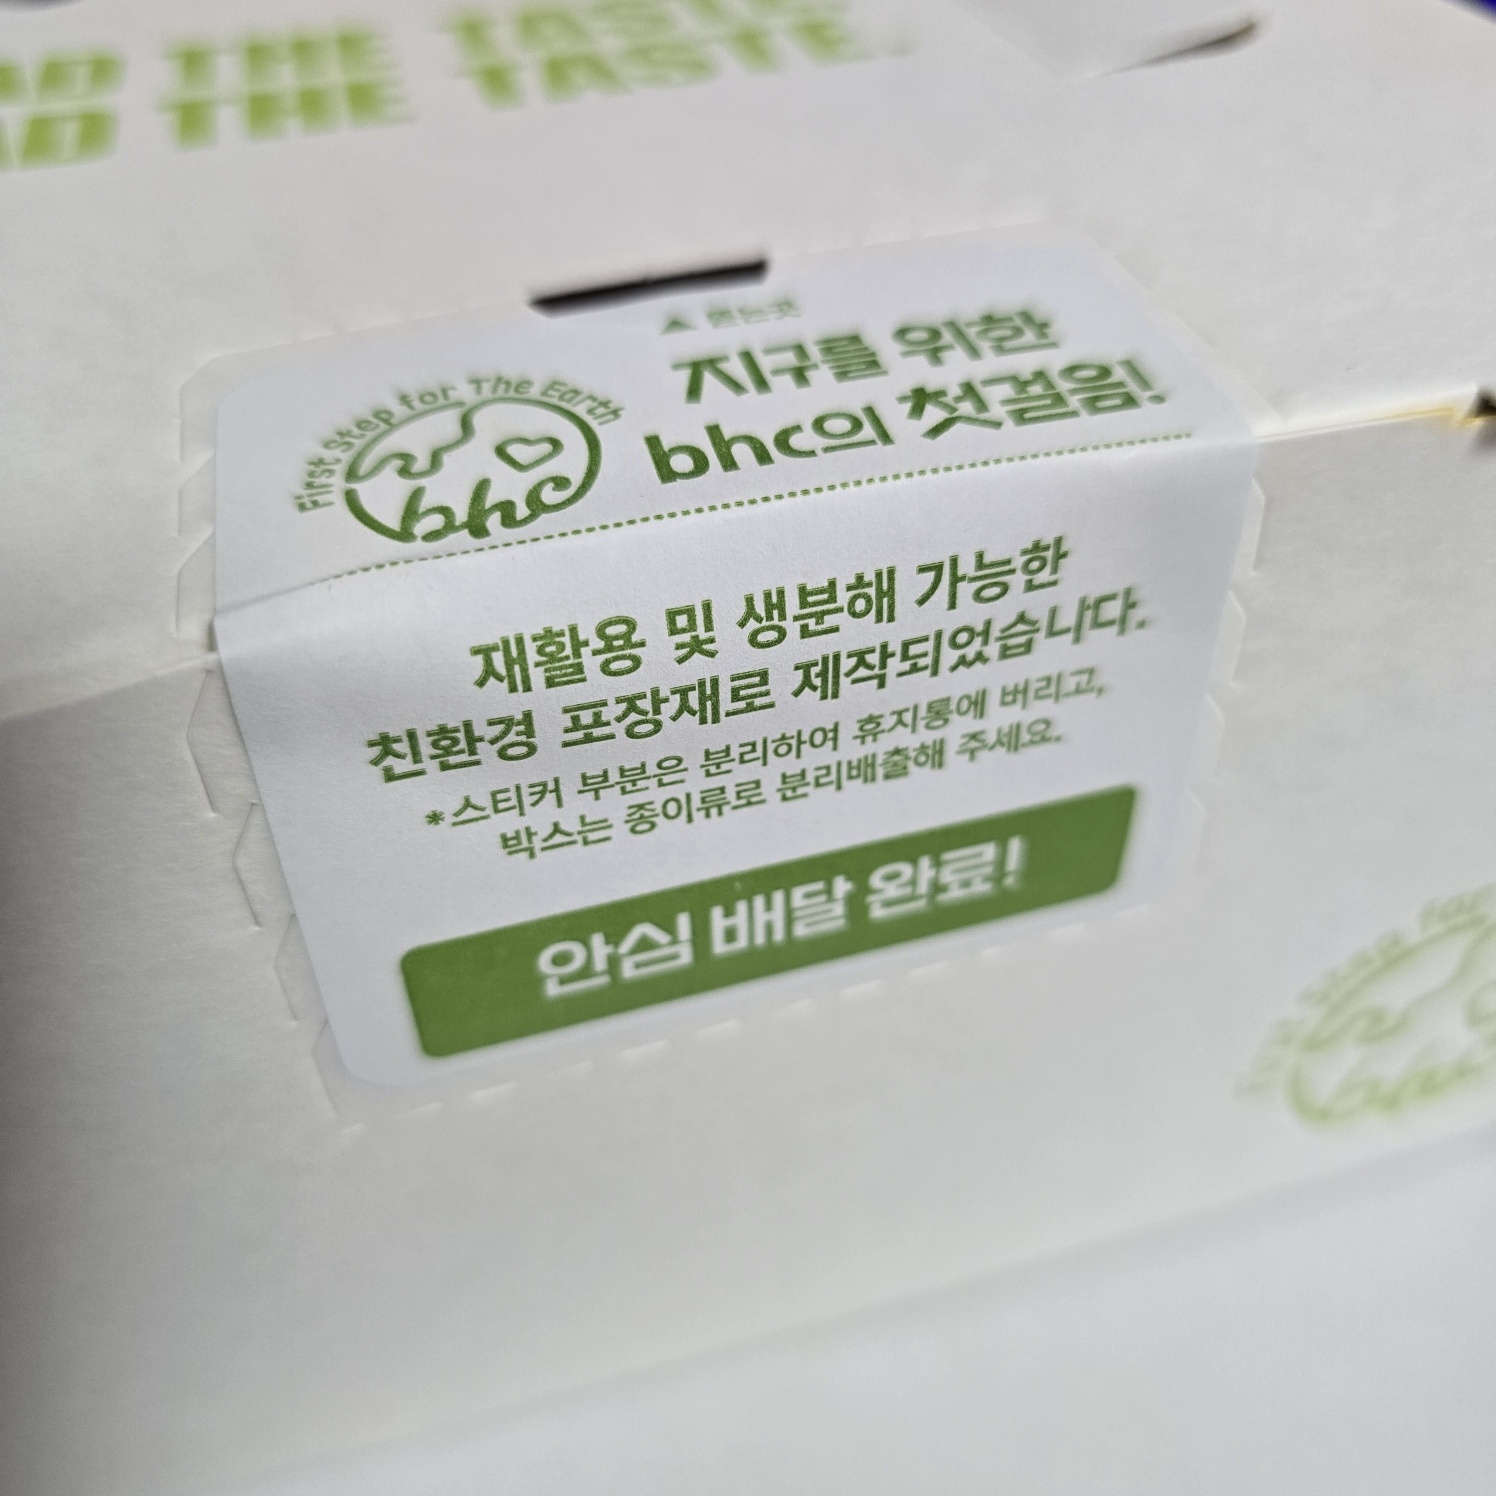 THE TASTE
THE TASTE.
지구를 위한
bhc의 첫걸음!
First step for The Earth
bhc
재활용 및 생분해 가능한
친환경 포장재로 제작되었습니다.
*스티커 부분은 분리하여 휴지통에 버리고,
박스는 종이류로 분리배출해 주세요.
안심 배달 완료!